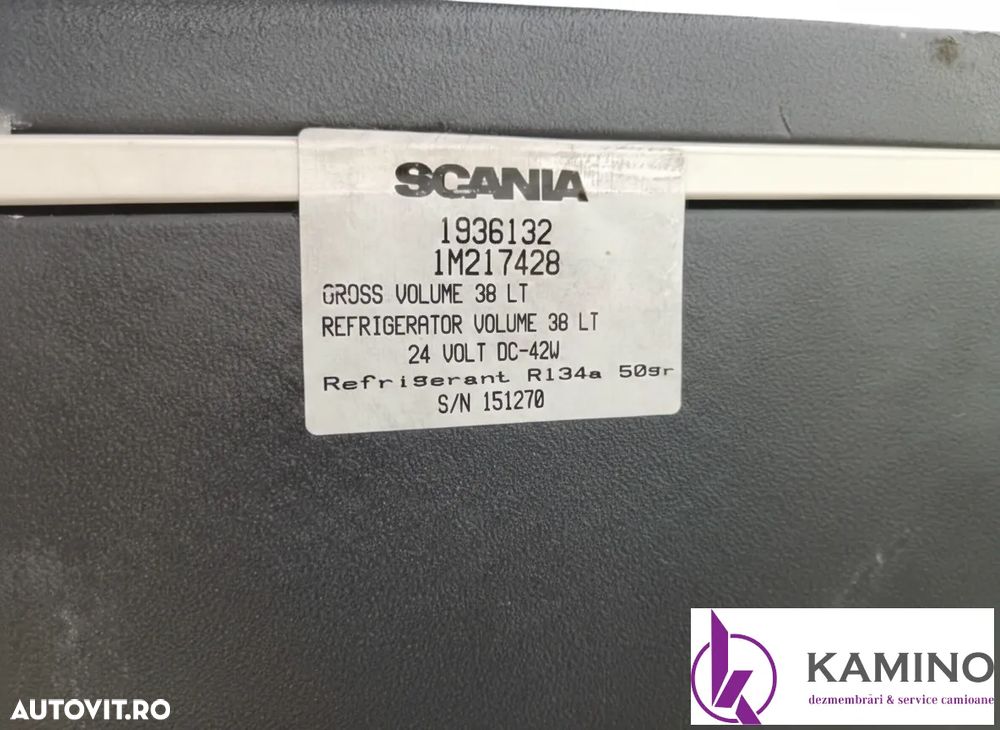 SCANIA
1936132
1M217428
GROSS VOLUME 38 LT
REFRIGERATOR VOLUME 38 LT
24 VOLT DC-42W
Refrigerant R134a 50gr
S/N 151270
KAMINO
dezmembrări & service camioane
AUTOVIT.RO